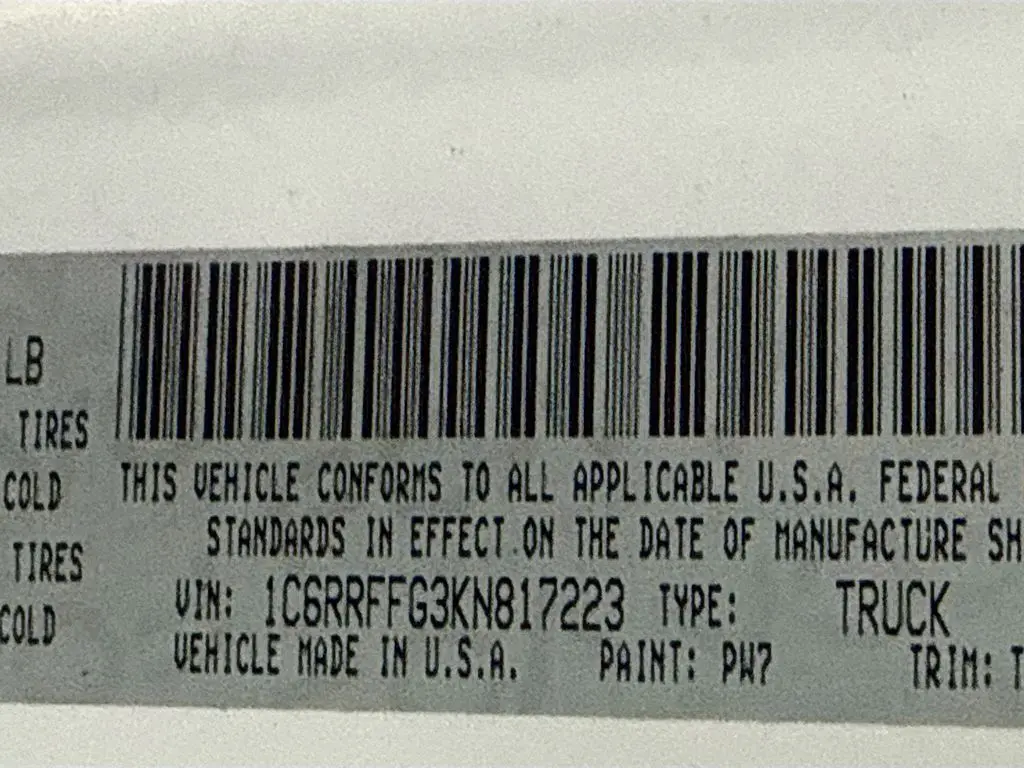 LB
TIRES
COLD
TIRES
COLD
THIS VEHICLE CONFORMS TO ALL APPLICABLE U.S.A. FEDERAL
STANDARDS IN EFFECT ON THE DATE OF MANUFACTURE SH
VIN: 1C6RRFFG3KN817223 TYPE: TRUCK
VEHICLE MADE IN U.S.A. PAINT: PW7 TRIM: T